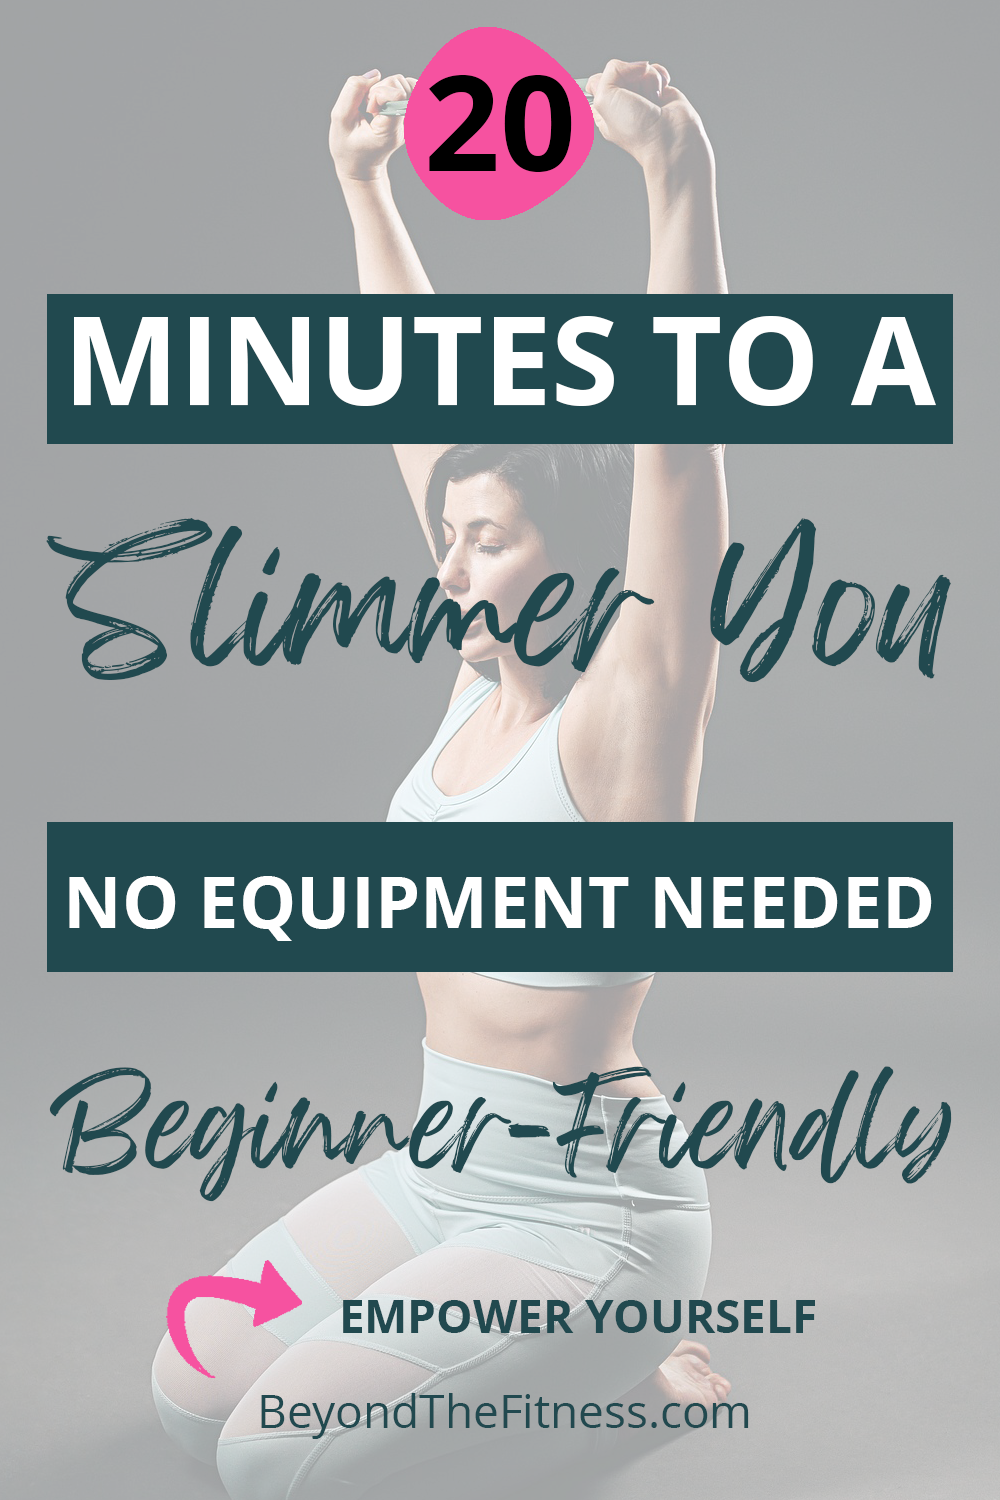 20
MINUTES TO A
Slimmer You
NO EQUIPMENT NEEDED
Beginner-Friendly
EMPOWER YOURSELF
BeyondTheFitness.com